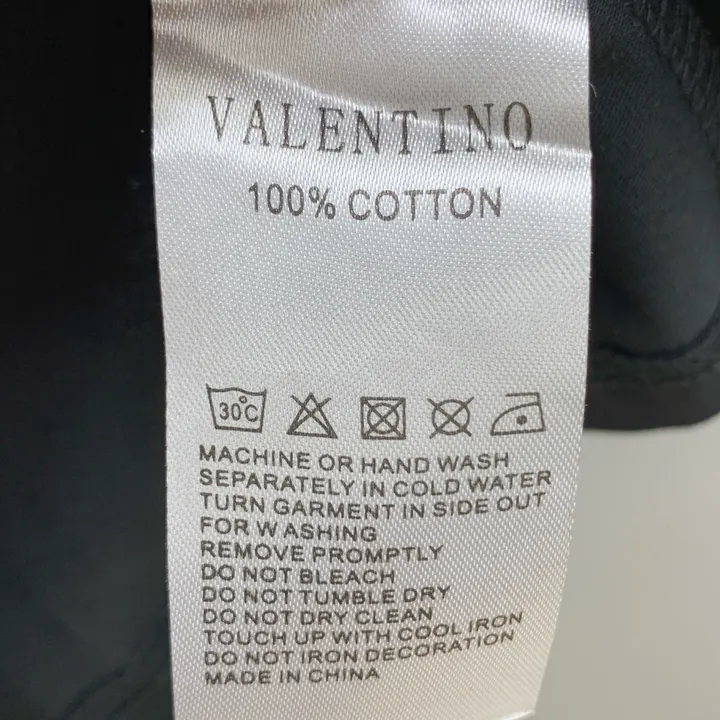 VALENTINO
100% COTTON
30°C
MACHINE OR HAND WASH
SEPARATELY IN COLD WATER
TURN GARMENT IN SIDE OUT
FOR W ASHING
REMOVE PROMPTLY
DO NOT BLEACH
DO NOT TUMBLE DRY
DO NOT DRY CLEAN
TOUCH UP WITH COOL IRON
DO NOT IRON DECORATION
MADE IN CHINA